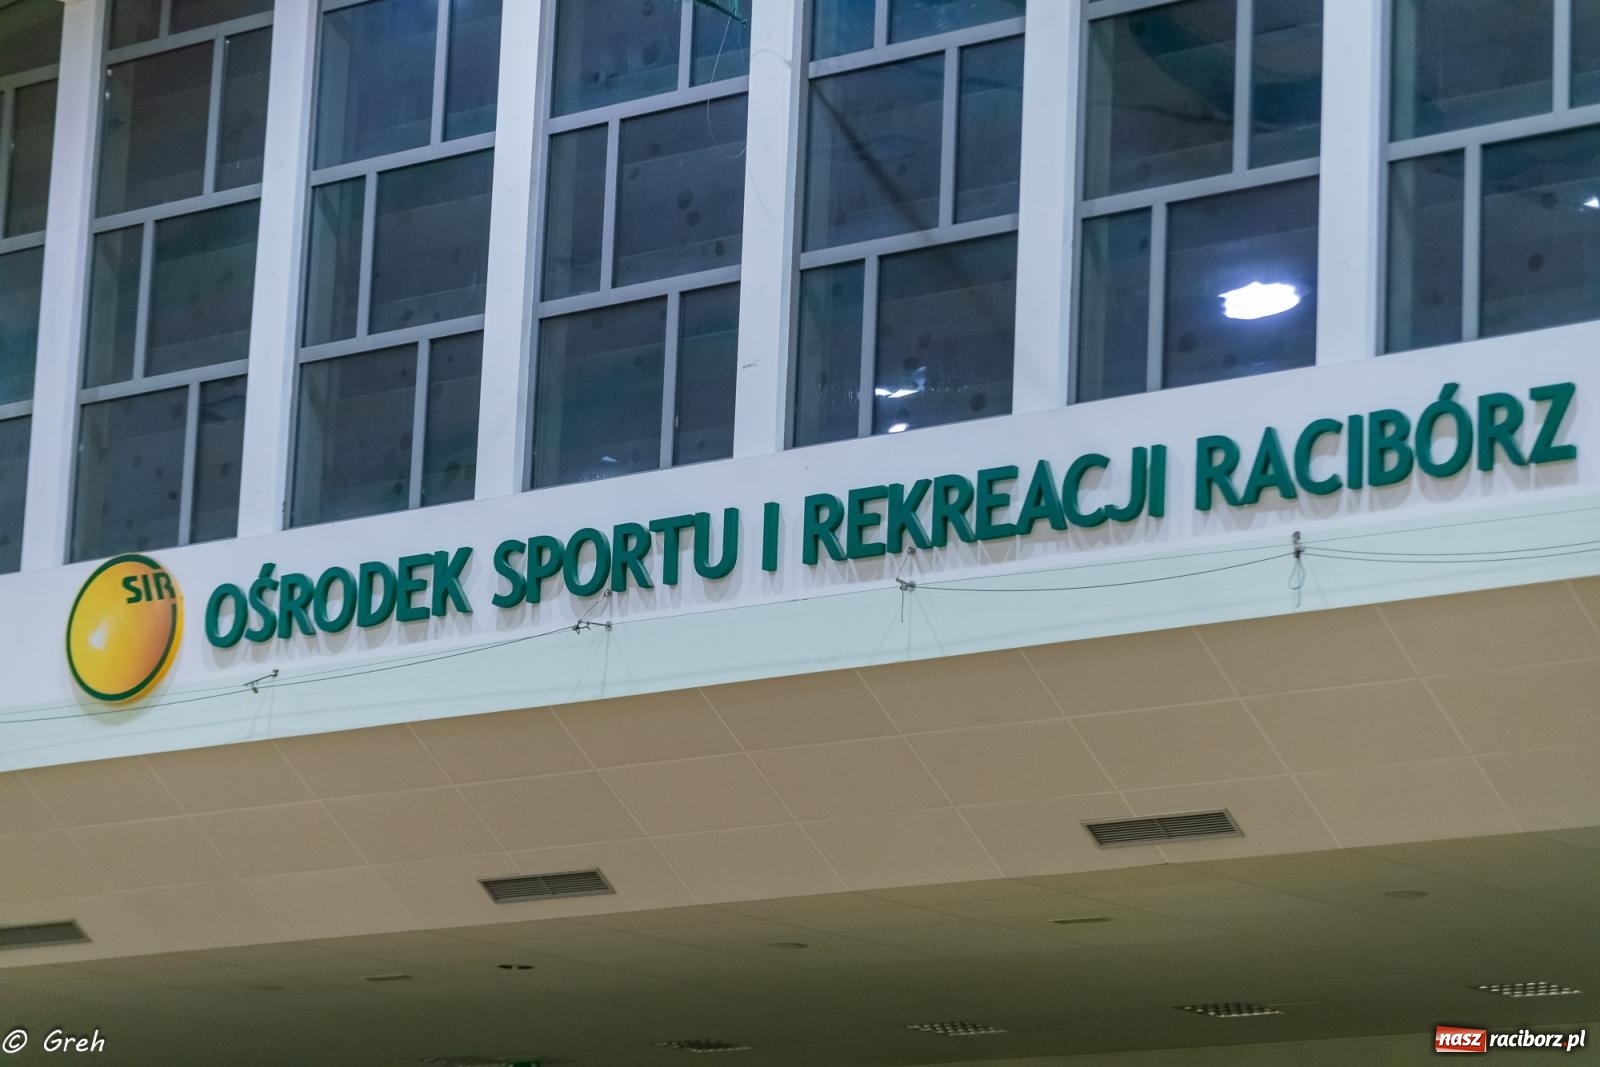 SIR
OŚRODEK SPORTU I REKREACJI RACIBÓRZ
© Greh
nasz raciborz.pl